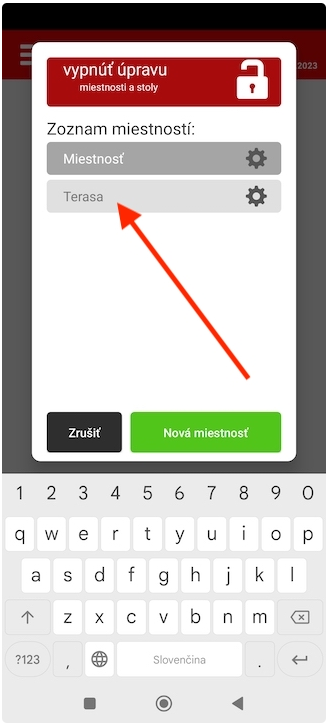 vypnúť úpravu
miestnosti a stoly
2023
Zoznam miestností:
Miestnosť
Terasa
Zrušiť
Nová miestnosť
1 2 3 4 5 6 7 8 9 0
q w e r t y u i o p
a s d f g h j k l
z x c v b n m
?123 , Slovenčina .